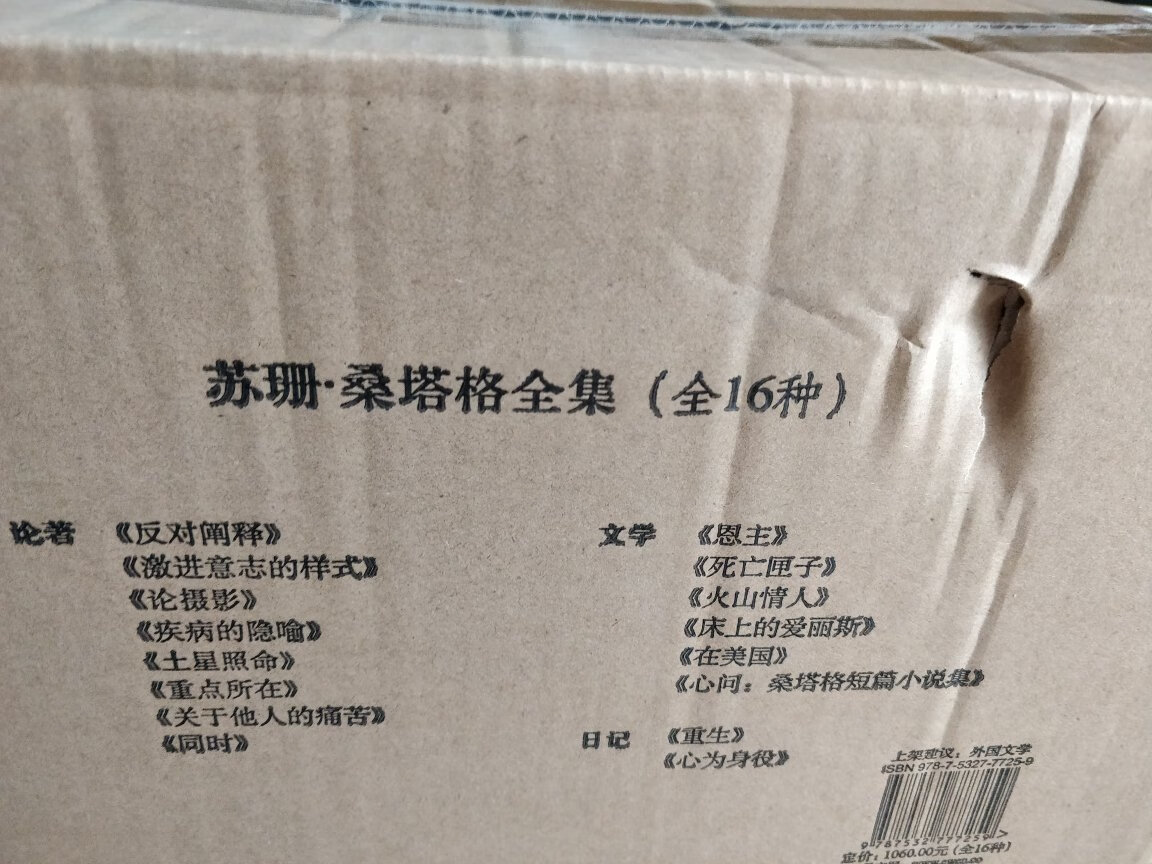 苏珊·桑塔格全集（全16种）
论著 《反对阐释》
《激进意志的样式》
《论摄影》
《疾病的隐喻》
《土星照命》
《重点所在》
《关于他人的痛苦》
《同时》
文学 《恩主》
《死亡匣子》
《火山情人》
《床上的爱丽斯》
《在美国》
《心问：桑塔格短篇小说集》
日记 《重生》
《心为身役》
上架建议：外国文学
ISBN 978-7-5327-7725-9
9 787532 777259 >
定价：1060.00元（全16种）